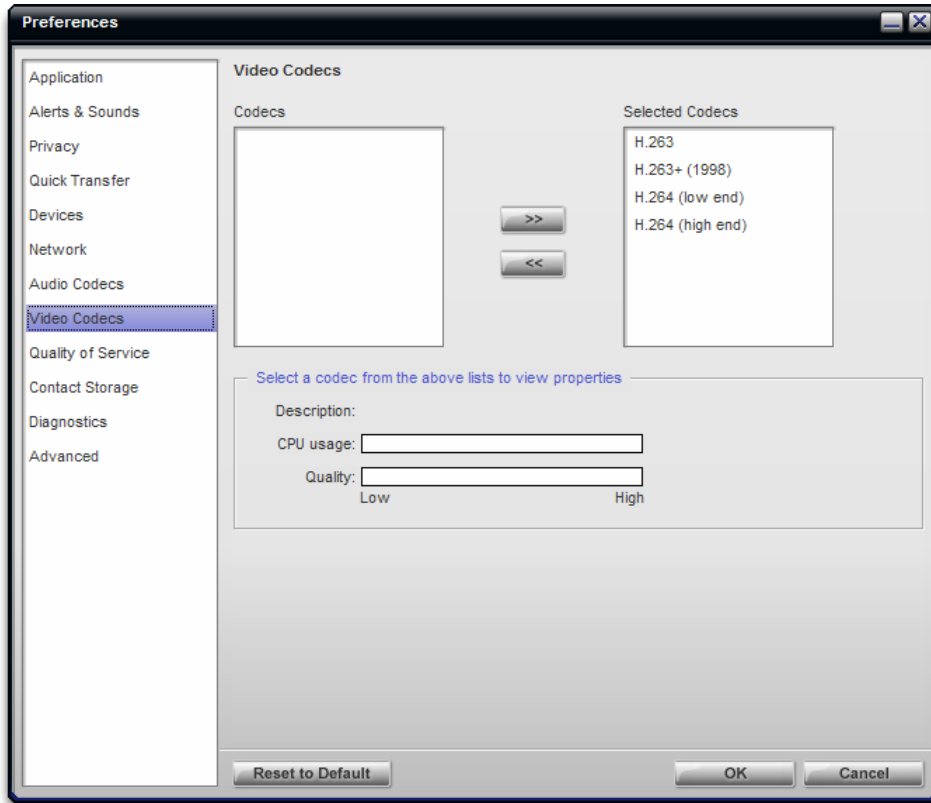 Preferences
Application
Alerts & Sounds
Privacy
Quick Transfer
Devices
Network
Audio Codecs
Video Codecs
Quality of Service
Contact Storage
Diagnostics
Advanced
Video Codecs
Codecs
>>
<<
Selected Codecs
H.263
H.263+ (1998)
H.264 (low end)
H.264 (high end)
Select a codec from the above lists to view properties
Description:
CPU usage:
Quality:
Low High
Reset to Default
OK
Cancel